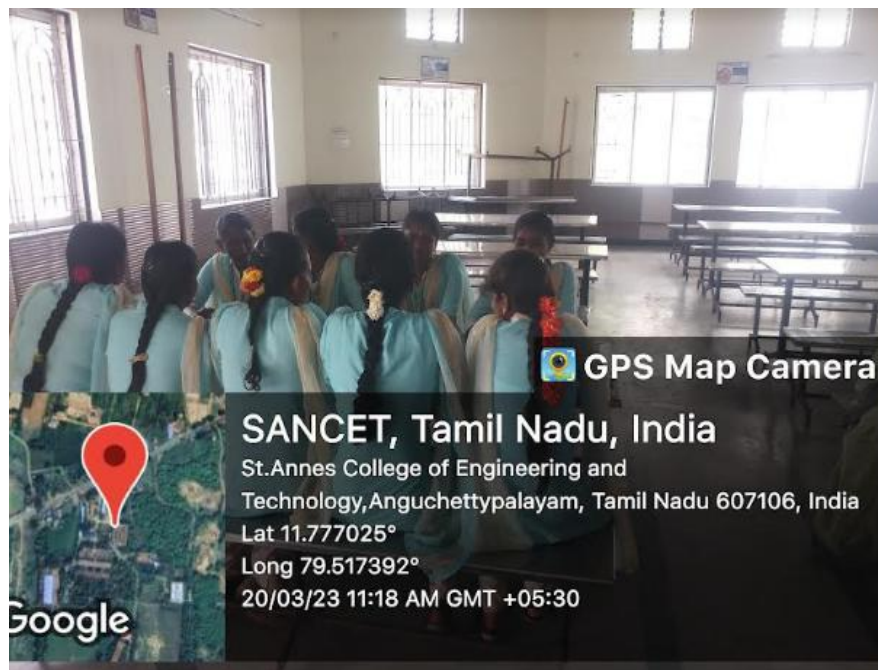 GPS Map Camera
SANCET, Tamil Nadu, India
St.Annes College of Engineering and
Technology,Anguchettypalayam, Tamil Nadu 607106, India
Lat 11.777025°
Long 79.517392°
20/03/23 11:18 AM GMT +05:30
Google